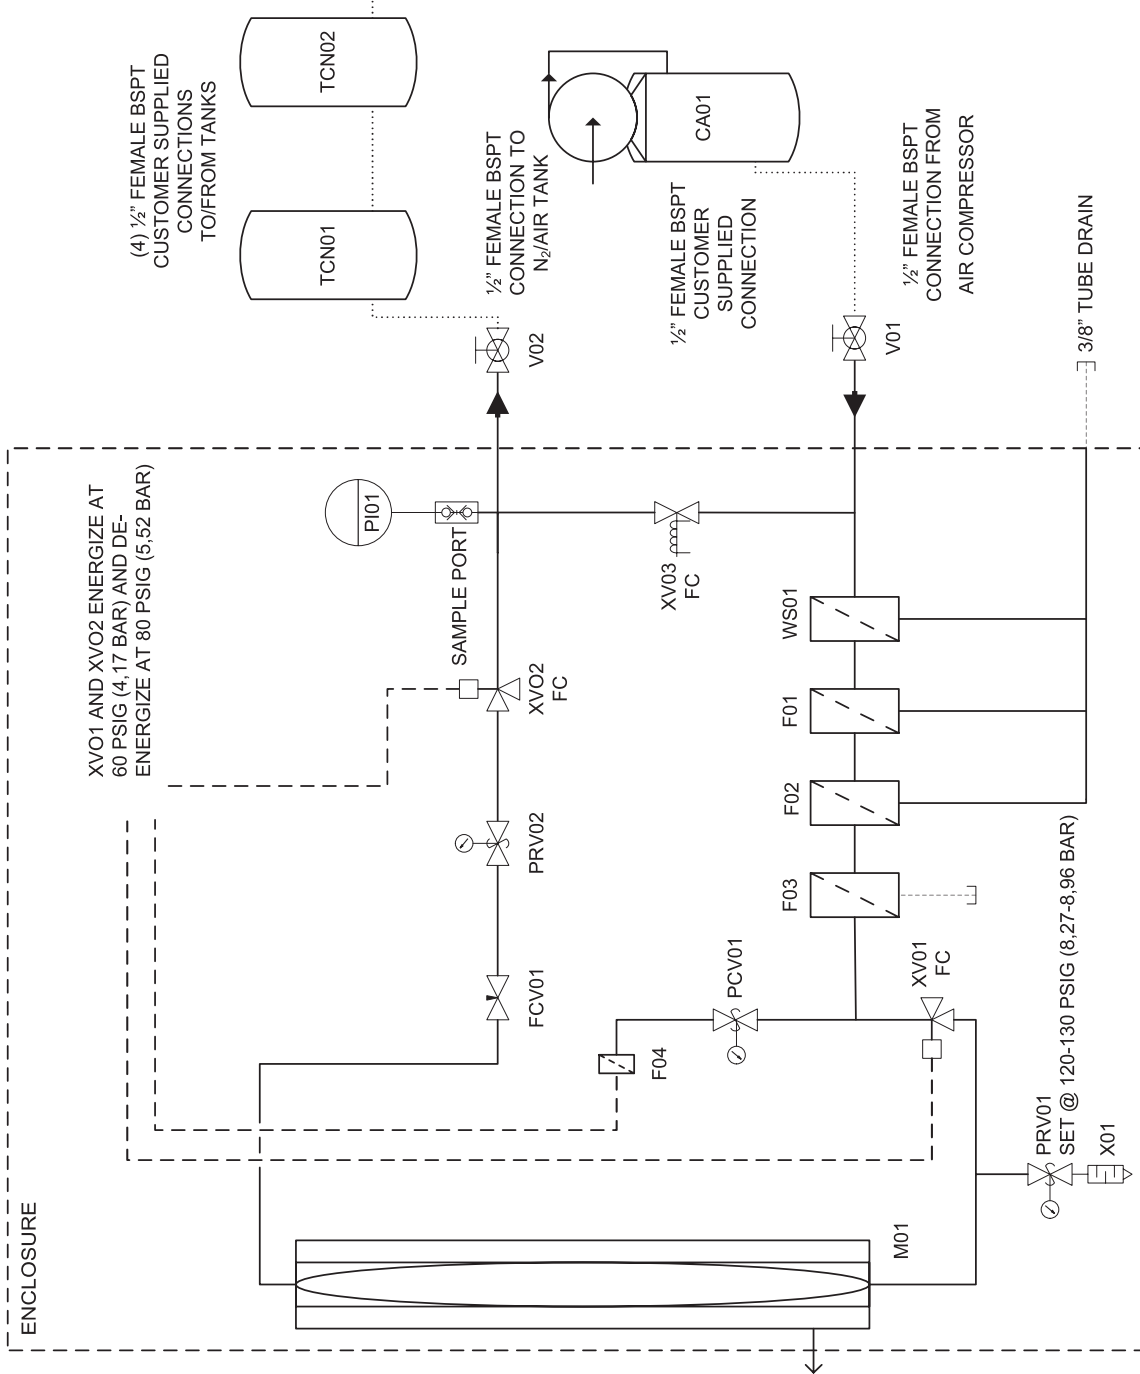 ENCLOSURE
XVO1 AND XVO2 ENERGIZE AT
60 PSIG (4,17 BAR) AND DE-
ENERGIZE AT 80 PSIG (5,52 BAR)
(4) ½" FEMALE BSPT
CUSTOMER SUPPLIED
CONNECTIONS
TO/FROM TANKS
TCN01
TCN02
PI01
SAMPLE PORT
½" FEMALE BSPT
CONNECTION TO
N₂/AIR TANK
FCV01
PRV02
XVO2
FC
V02
F04
PCV01
XV03
FC
½" FEMALE BSPT
CUSTOMER
SUPPLIED
CONNECTION
CA01
M01
XV01
FC
F03
F02
F01
WS01
V01
½" FEMALE BSPT
CONNECTION FROM
AIR COMPRESSOR
PRV01
SET @ 120-130 PSIG (8,27-8,96 BAR)
X01
3/8" TUBE DRAIN